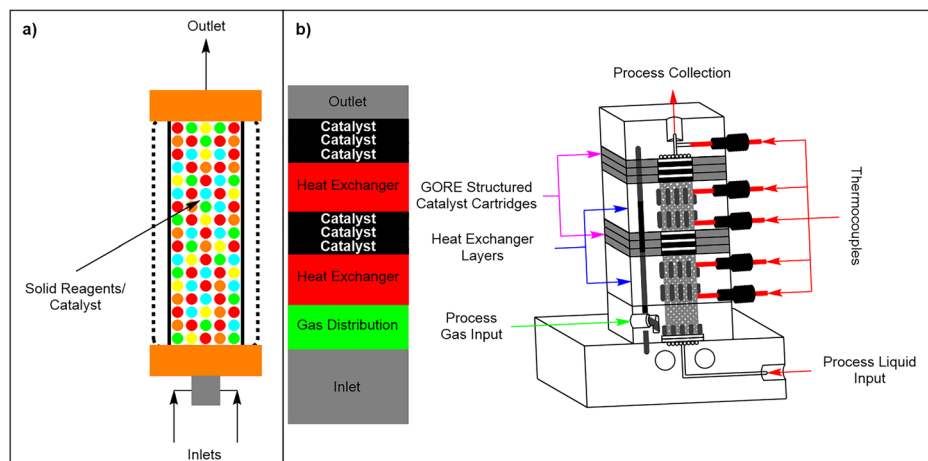 a)
Outlet
Solid Reagents/
Catalyst
Inlets
b)
Outlet
Catalyst
Catalyst
Catalyst
Heat Exchanger
Catalyst
Catalyst
Catalyst
Heat Exchanger
Gas Distribution
Inlet
Process Collection
GORE Structured
Catalyst Cartridges
Heat Exchanger
Layers
Process
Gas Input
Thermocouples
Process Liquid
Input